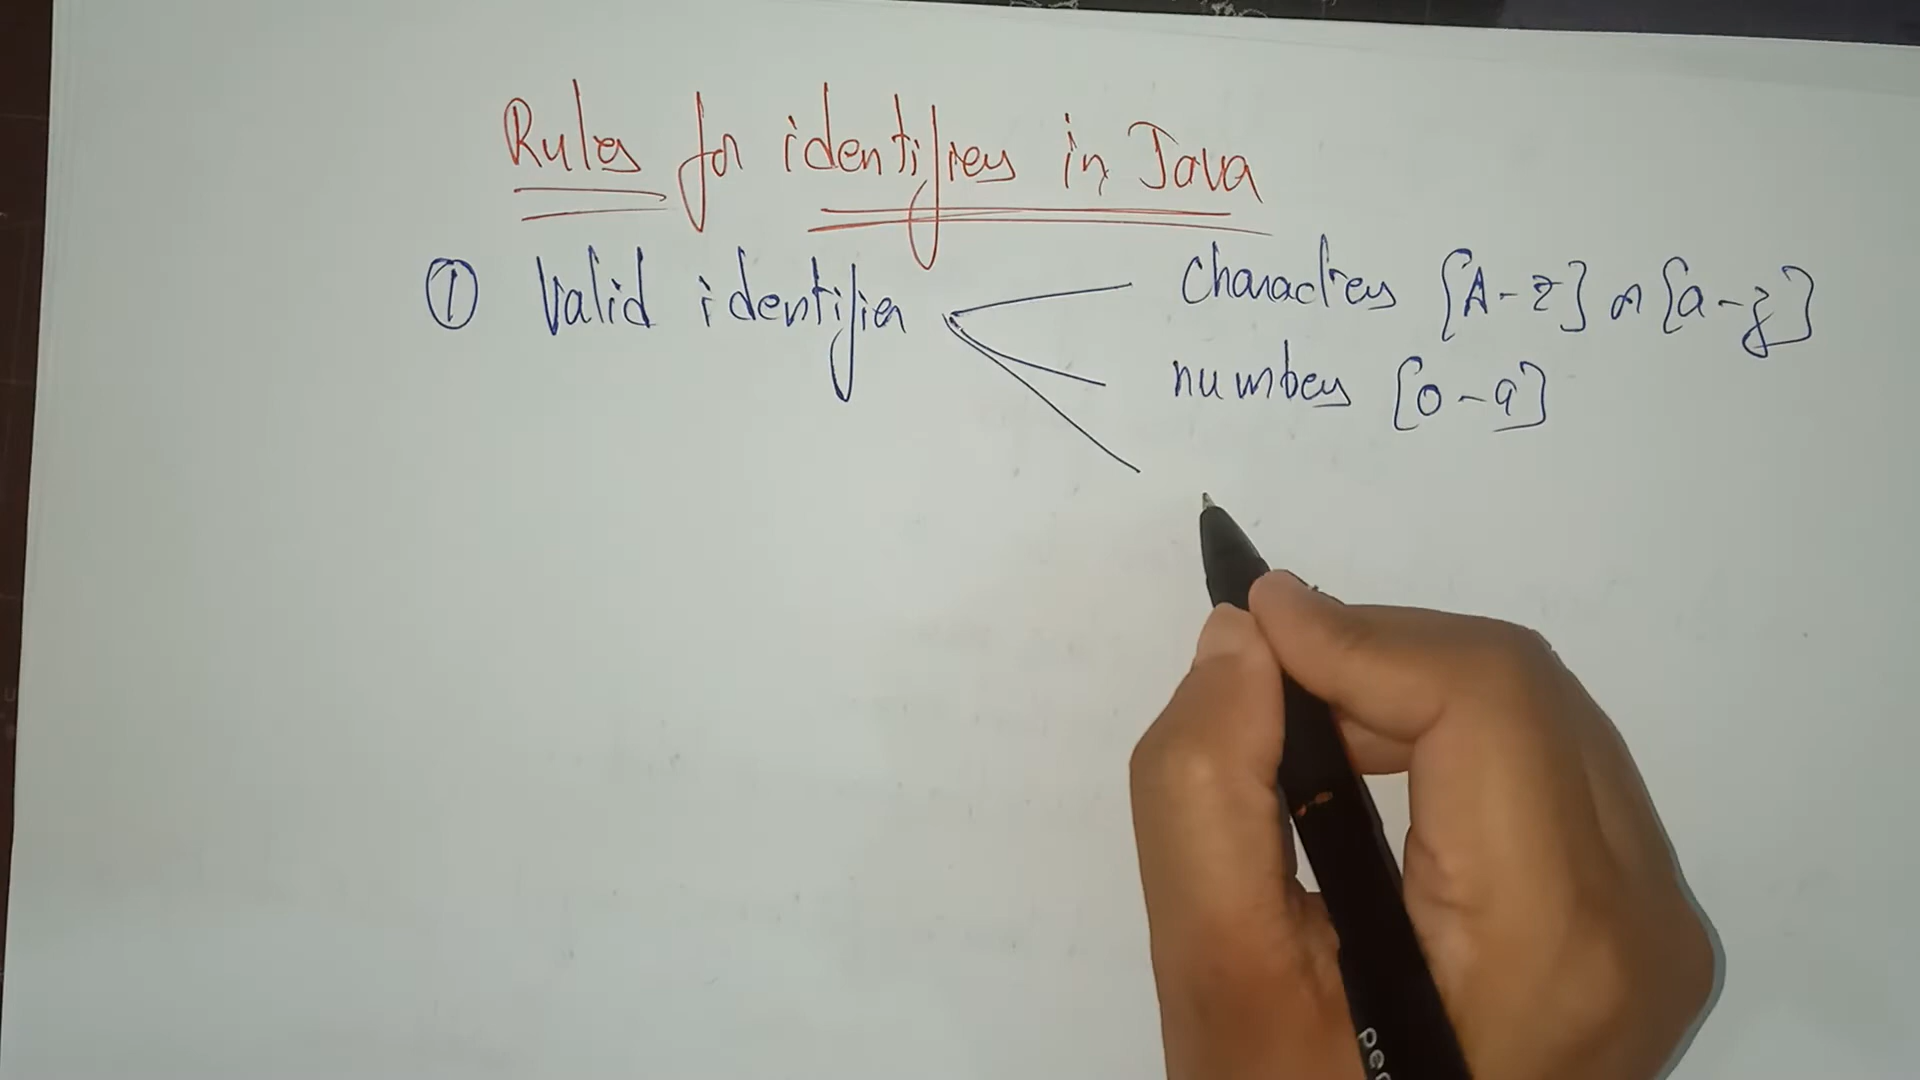 Rules for identifiers in Java
① Valid identifier
characters [A-Z] or [a-z]
numbers [0-9]